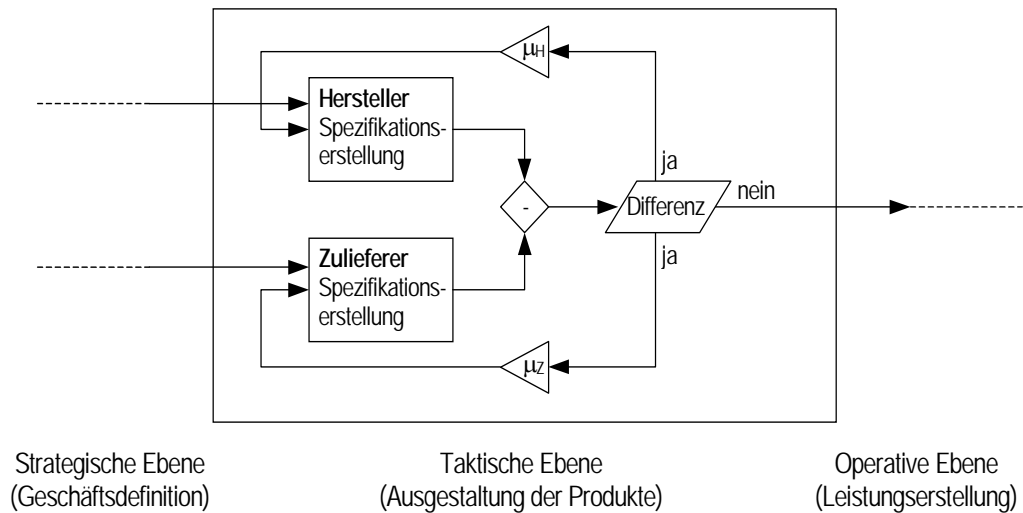 μH
Hersteller
Spezifikations-
erstellung
ja
-
Differenz
nein
Zulieferer
Spezifikations-
erstellung
ja
μZ
Strategische Ebene
(Geschäftsdefinition)
Taktische Ebene
(Ausgestaltung der Produkte)
Operative Ebene
(Leistungserstellung)